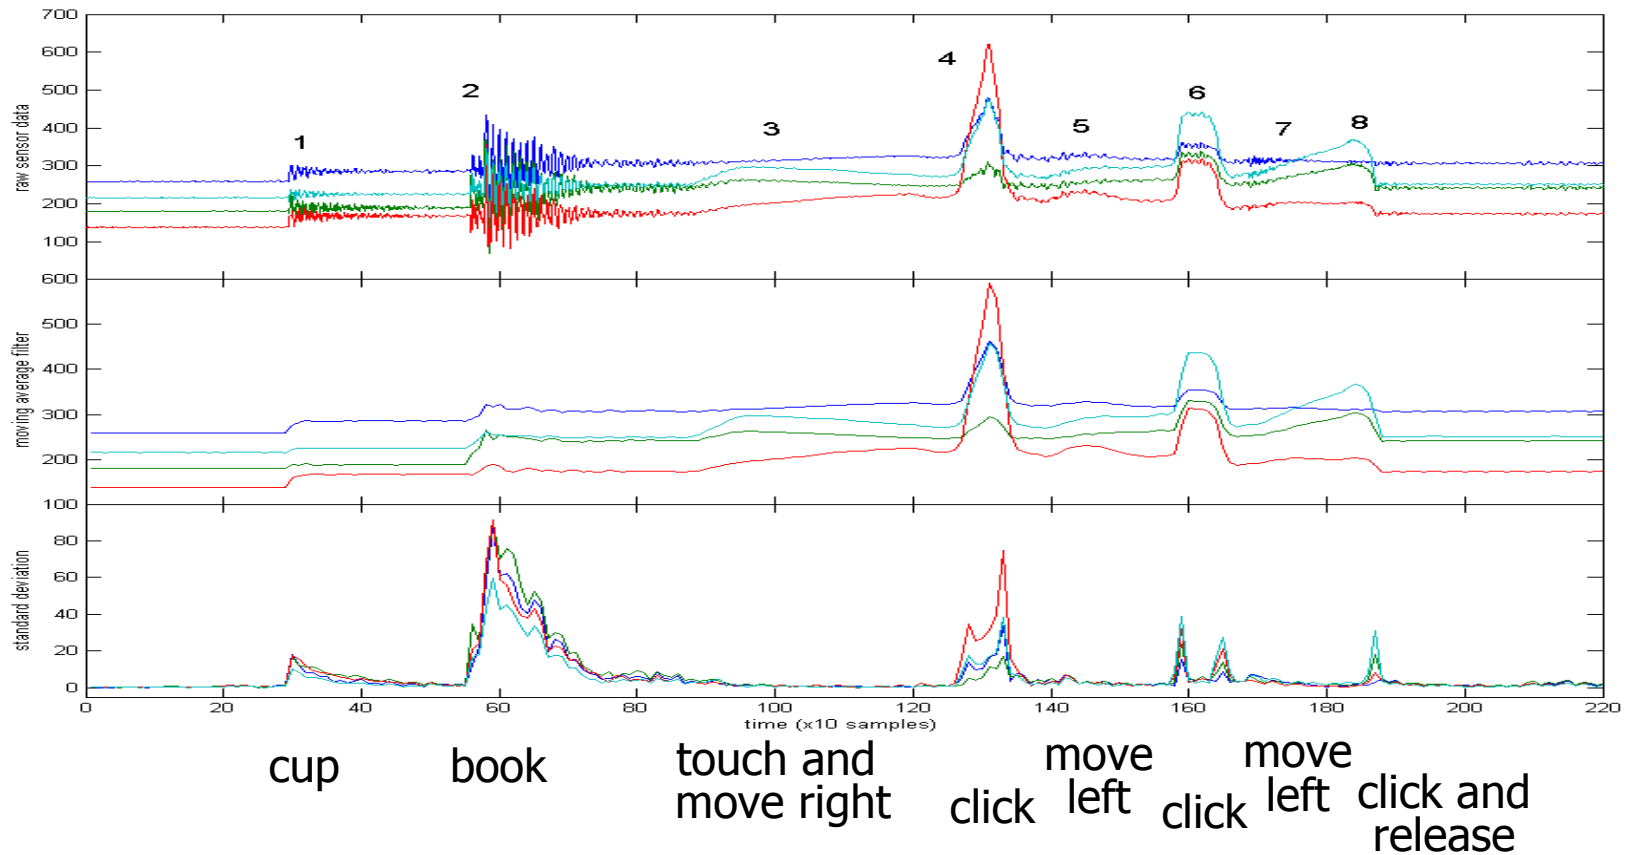 700
600
500
400
300
200
100
raw sensor data
1
2
3
4
5
6
7
8
600
500
400
300
200
moving average filter
100
80
60
40
20
0
standard deviation
0 20 40 60 80 100 120 140 160 180 200 220
time (x10 samples)
cup
book
touch and
move right
click
move
left
click
move
left
click and
release